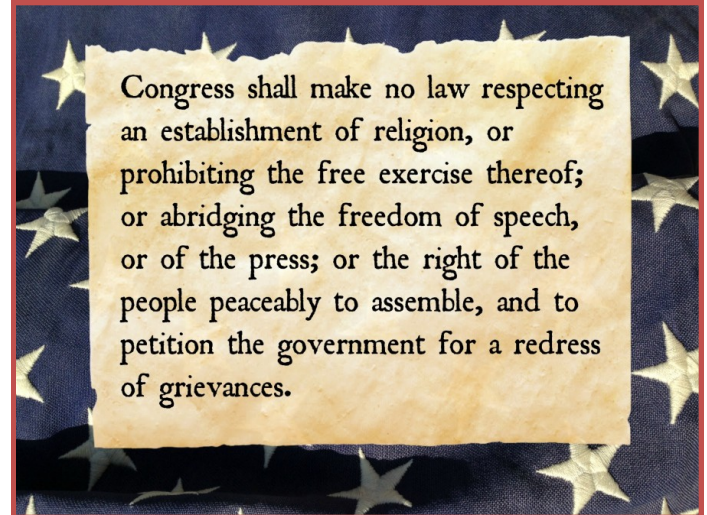 Congress shall make no law respecting
an establishment of religion, or
prohibiting the free exercise thereof;
or abridging the freedom of speech,
or of the press; or the right of the
people peaceably to assemble, and to
petition the government for a redress
of grievances.